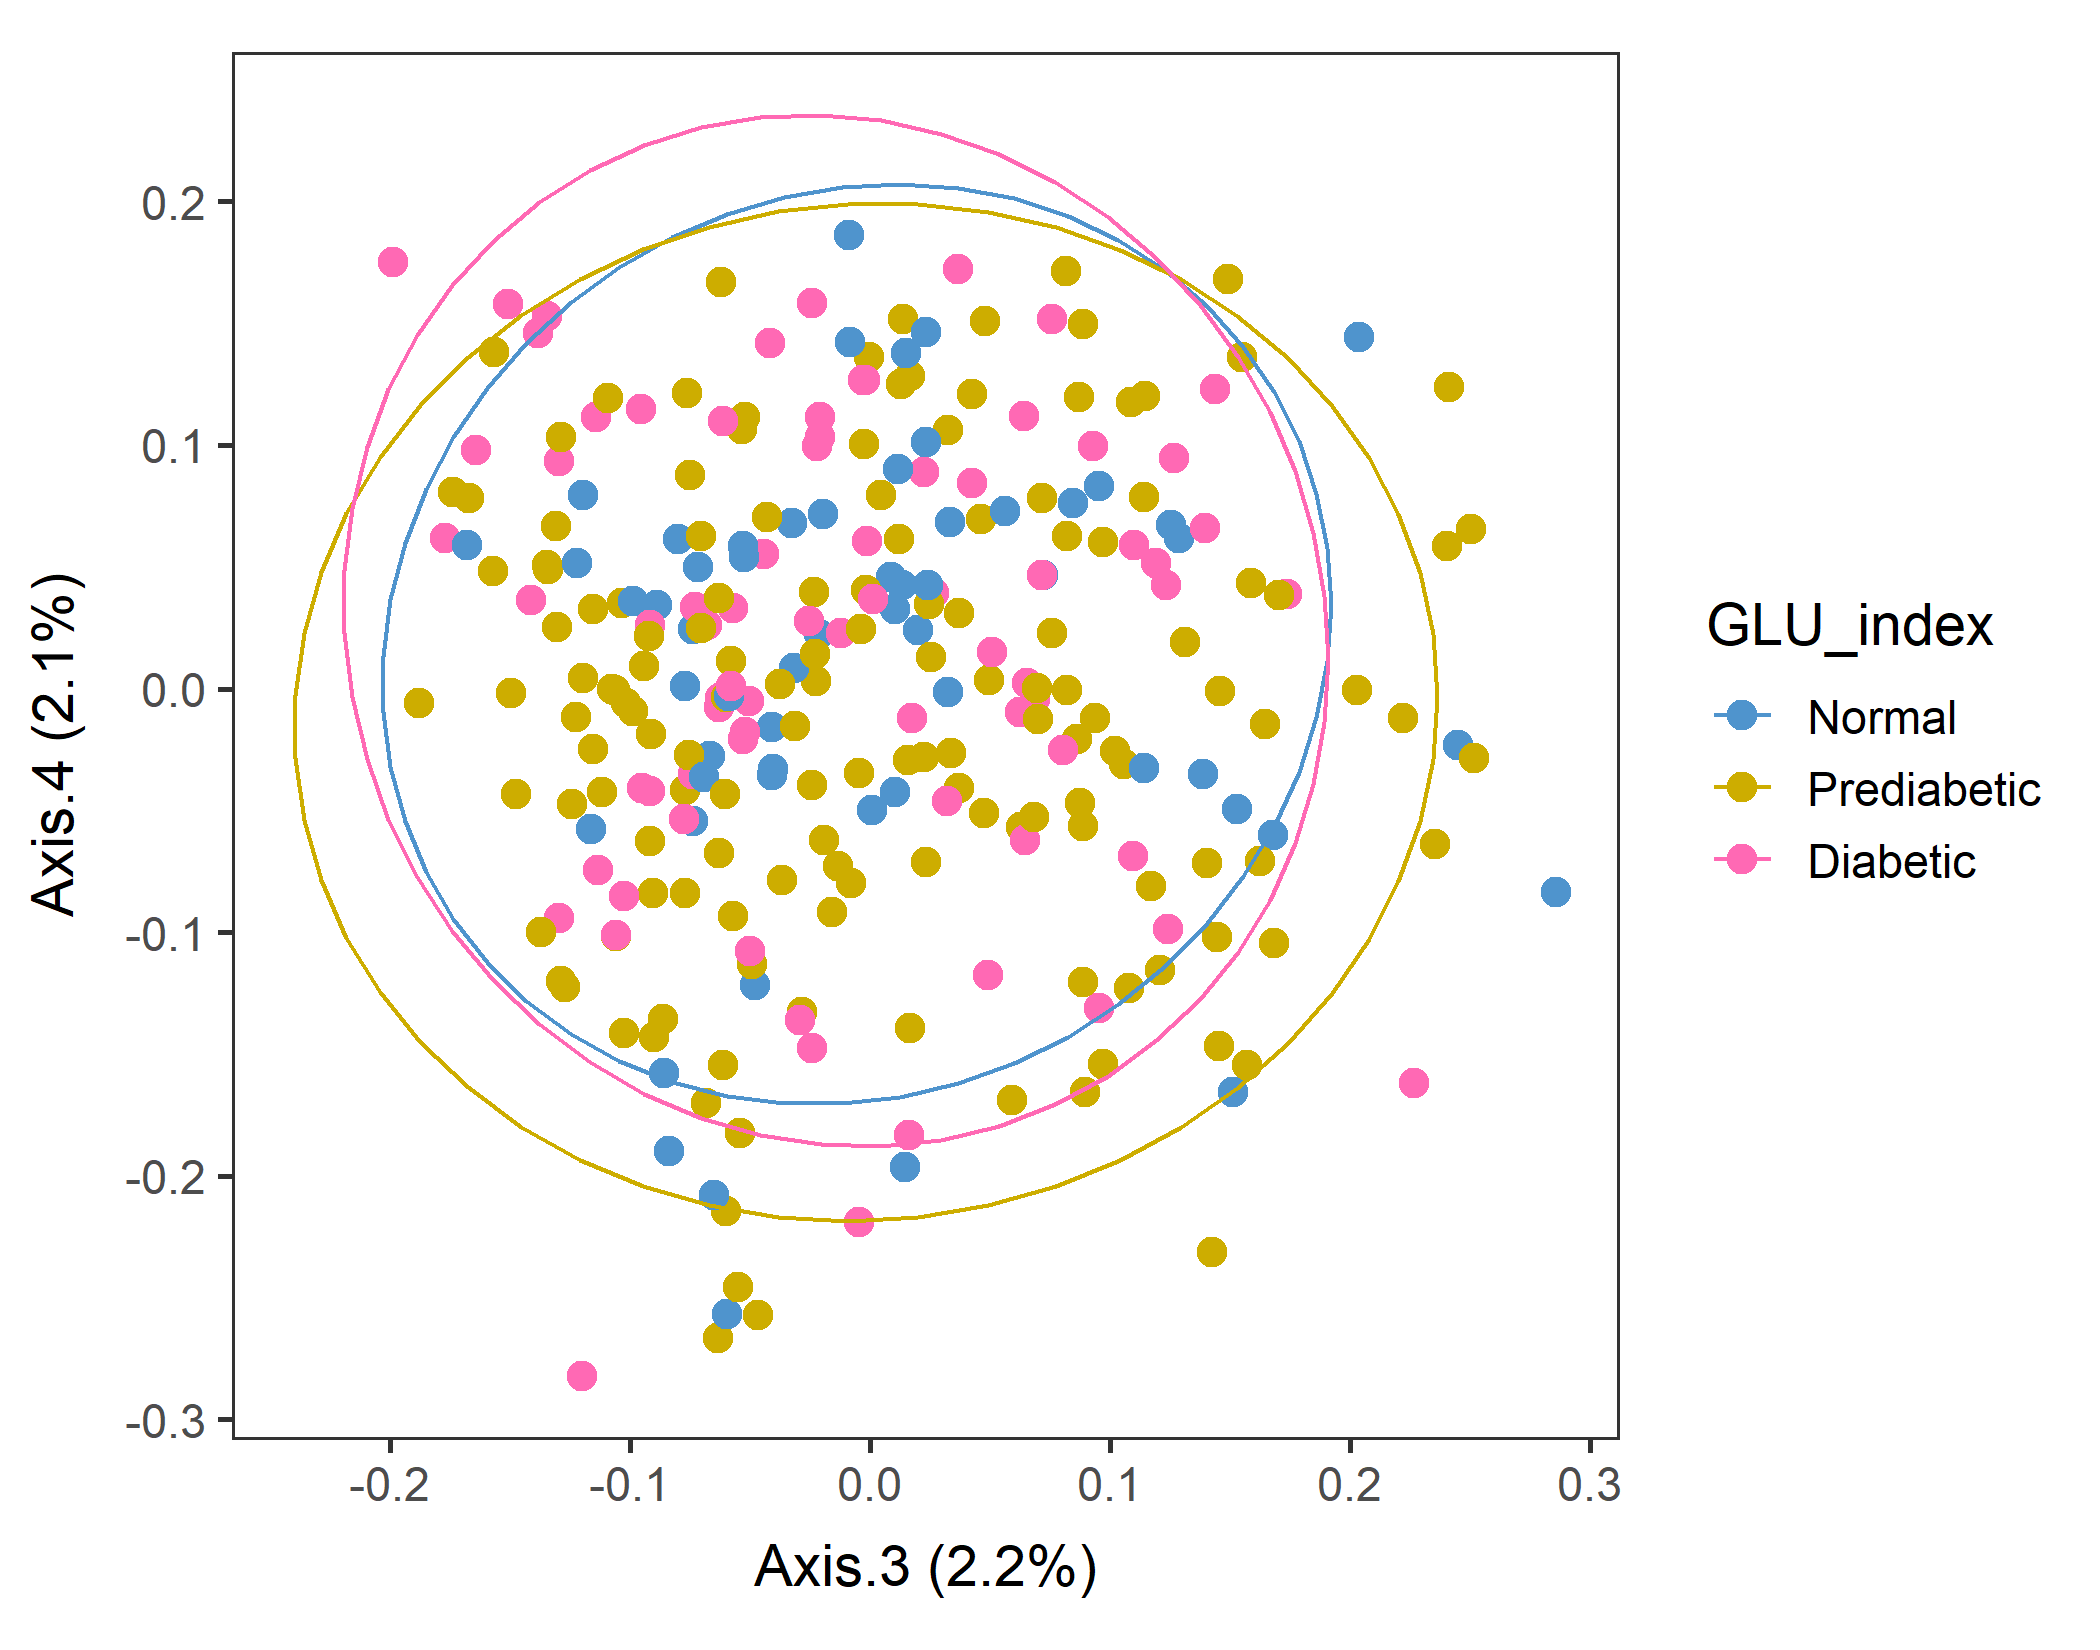 Axis.4 (2.1%)
0.2
0.1
0.0
-0.1
-0.2
-0.3
-0.2
-0.1
0.0
0.1
0.2
0.3
Axis.3 (2.2%)
GLU_index
Normal
Prediabetic
Diabetic